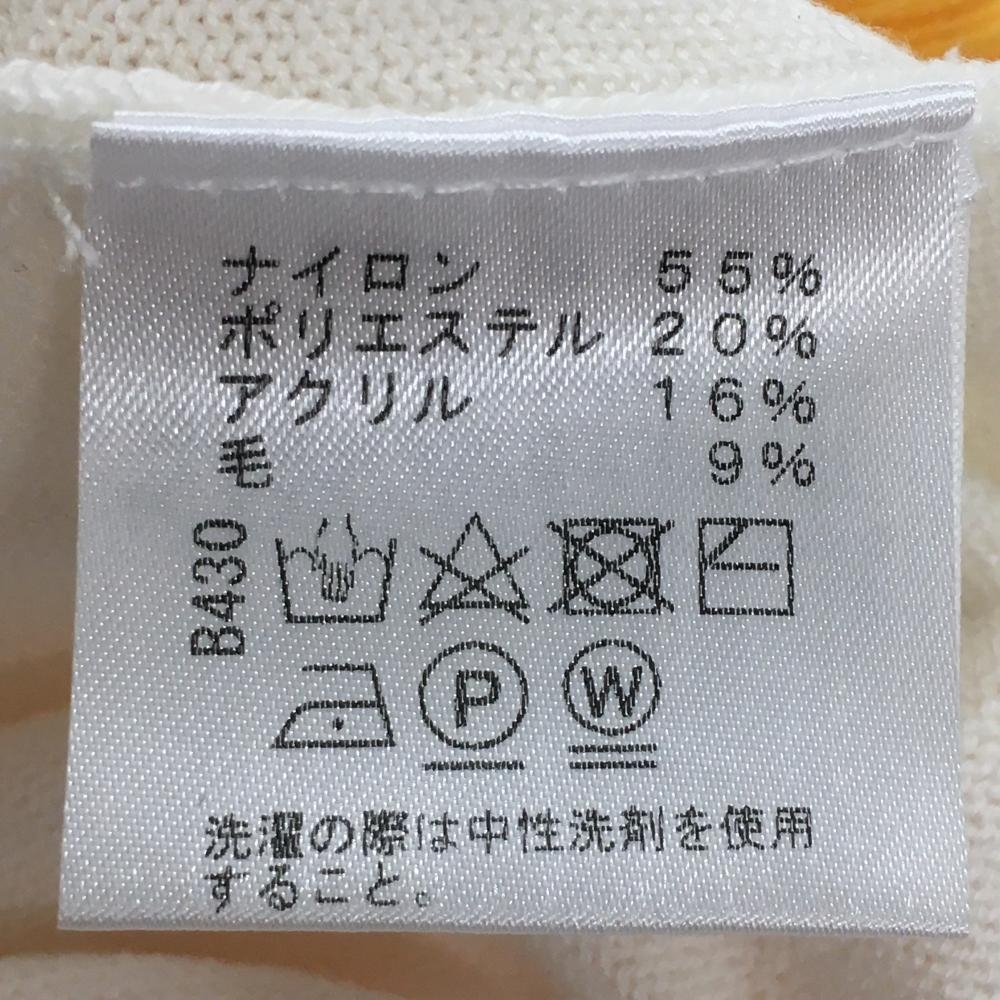 ナイロン 55%
ポリエステル 20%
アクリル 16%
毛 9%
B430
P
W
洗濯の際は中性洗剤を使用
すること。